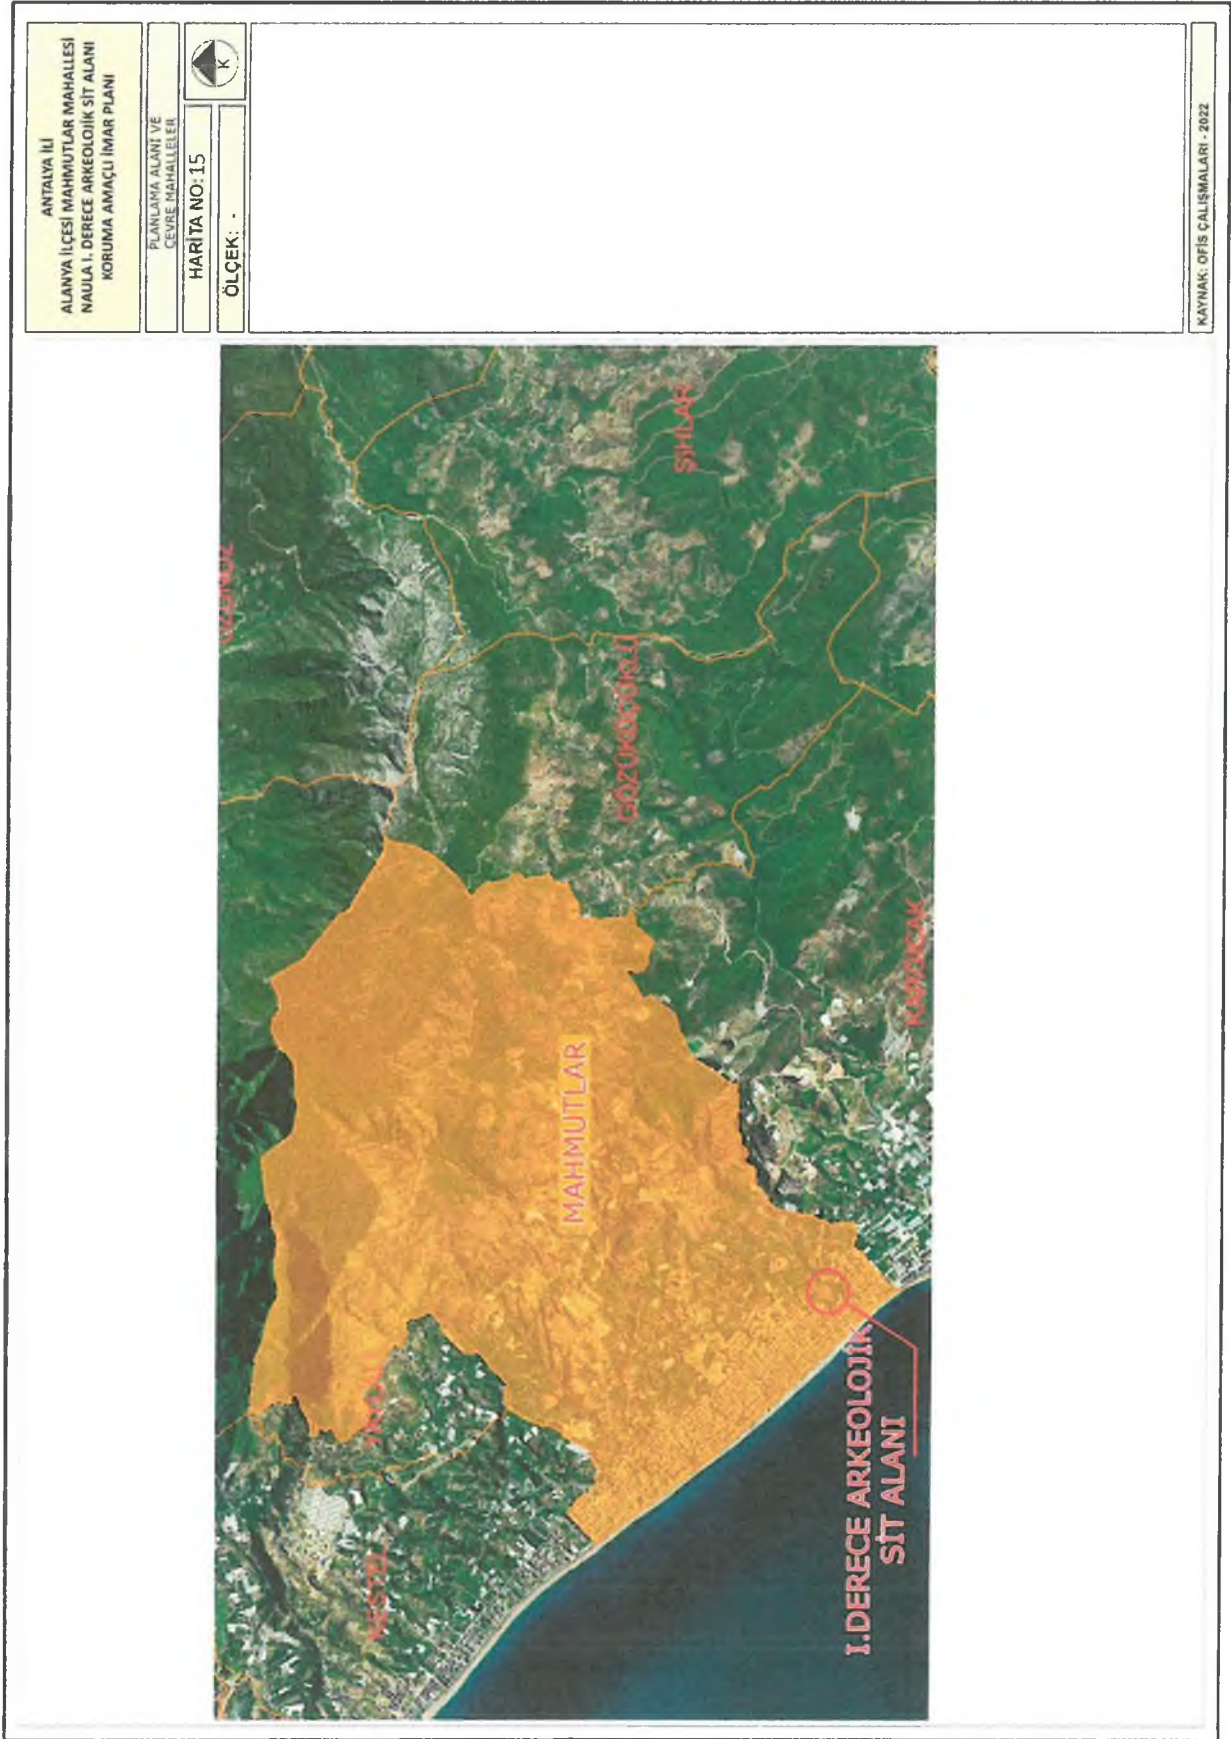 ANTALYA İLİ
ALANYA İLÇESİ MAHMUTLAR MAHALLESİ
NAULA I. DERECE ARKEOLOJİK SİT ALANI
KORUMA AMAÇLI İMAR PLANI
PLANLAMA ALANI VE
ÇEVRE MAHALLELER
HARİTA NO: 15
K
ÖLÇEK: -
KAYNAK: OFİS ÇALIŞMALARI - 2022
ŞIHLAR
GÖZÜKÜÇÜKLÜ
MAHMUTLAR
KESTEL
I.DERECE ARKEOLOJİK
SİT ALANI